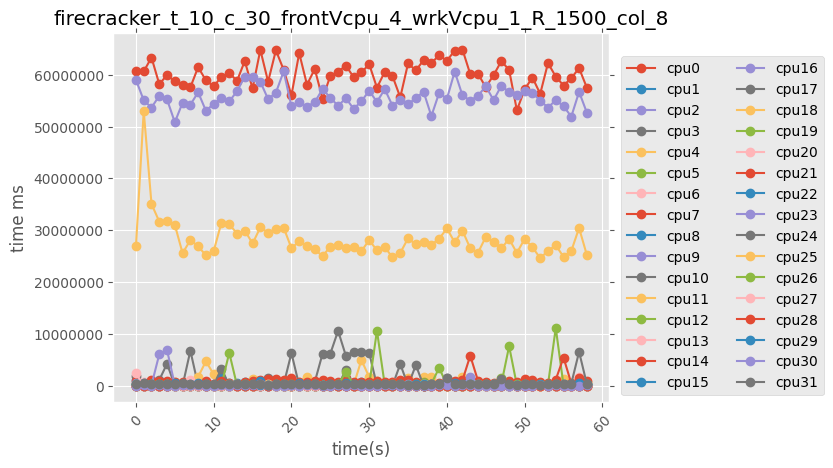 firecracker_t_10_c_30_frontVcpu_4_wrkVcpu_1_R_1500_col_8
time ms
60000000
50000000
40000000
30000000
20000000
10000000
0
0
10
20
30
40
50
60
time(s)
cpu0
cpu1
cpu2
cpu3
cpu4
cpu5
cpu6
cpu7
cpu8
cpu9
cpu10
cpu11
cpu12
cpu13
cpu14
cpu15
cpu16
cpu17
cpu18
cpu19
cpu20
cpu21
cpu22
cpu23
cpu24
cpu25
cpu26
cpu27
cpu28
cpu29
cpu30
cpu31